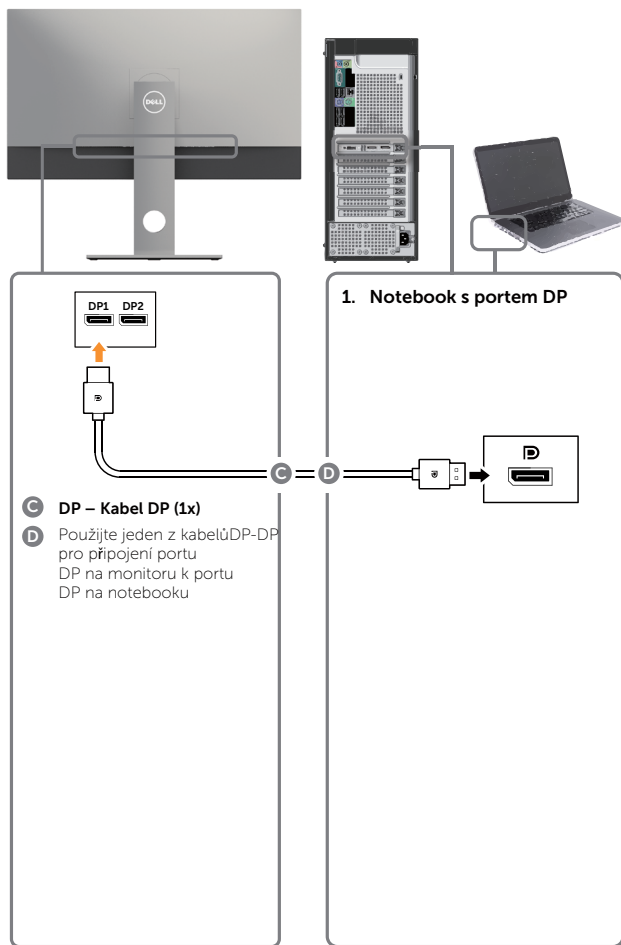 DELL
DP1 DP2
1. Notebook s portem DP
C D
C DP – Kabel DP (1x)
D Použijte jeden z kabelůDP-DP
pro připojení portu
DP na monitoru k portu
DP na notebooku